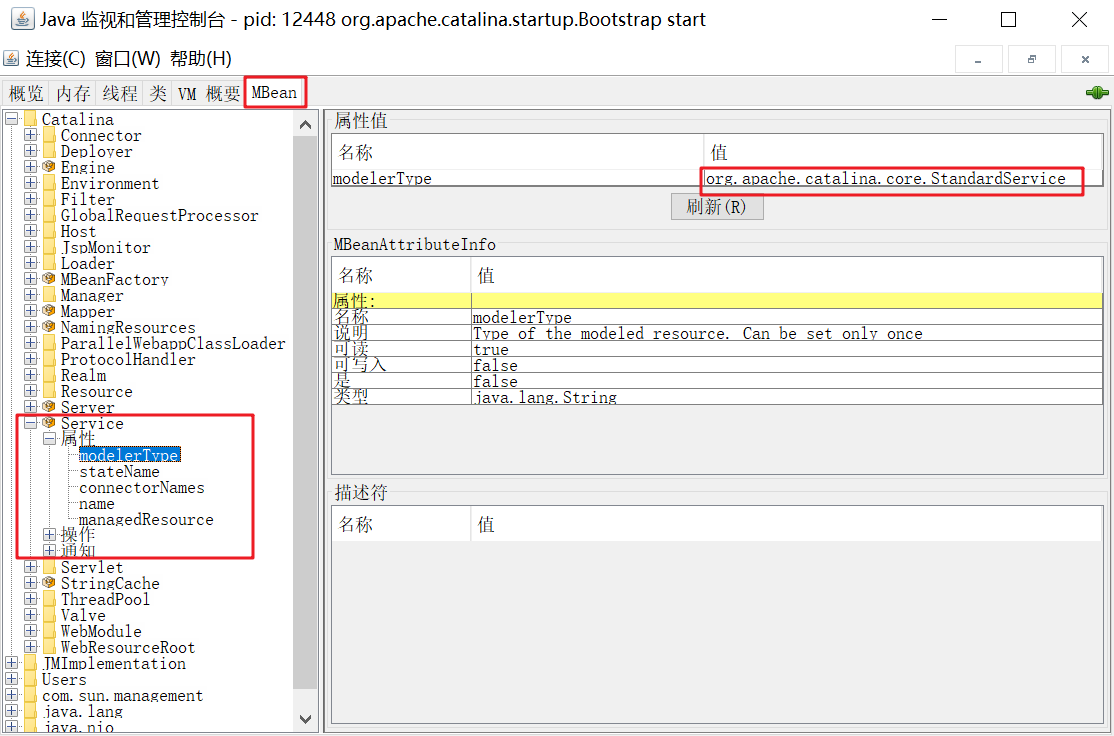 Java 监视和管理控制台 - pid: 12448 org.apache.catalina.startup.Bootstrap start
连接(C) 窗口(W) 帮助(H)
概览 内存 线程 类 VM 概要 MBean
Catalina
Connector
Deployer
Engine
Environment
Filter
GlobalRequestProcessor
Host
JspMonitor
Loader
MBeanFactory
Manager
Mapper
NamingResources
ParallelWebappClassLoader
ProtocolHandler
Realm
Resource
Server
Service
属性
modelerType
stateName
connectorNames
name
managedResource
操作
通知
Servlet
StringCache
ThreadPool
Valve
WebModule
WebResourceRoot
JMImplementation
Users
com.sun.management
java.lang
java.nio
属性值
名称 值
modelerType org.apache.catalina.core.StandardService
刷新(R)
MBeanAttributeInfo
名称 值
属性:
名称 modelerType
说明 Type of the modeled resource. Can be set only once
可读 true
可写入 false
是 false
类型 java.lang.String
描述符
名称 值